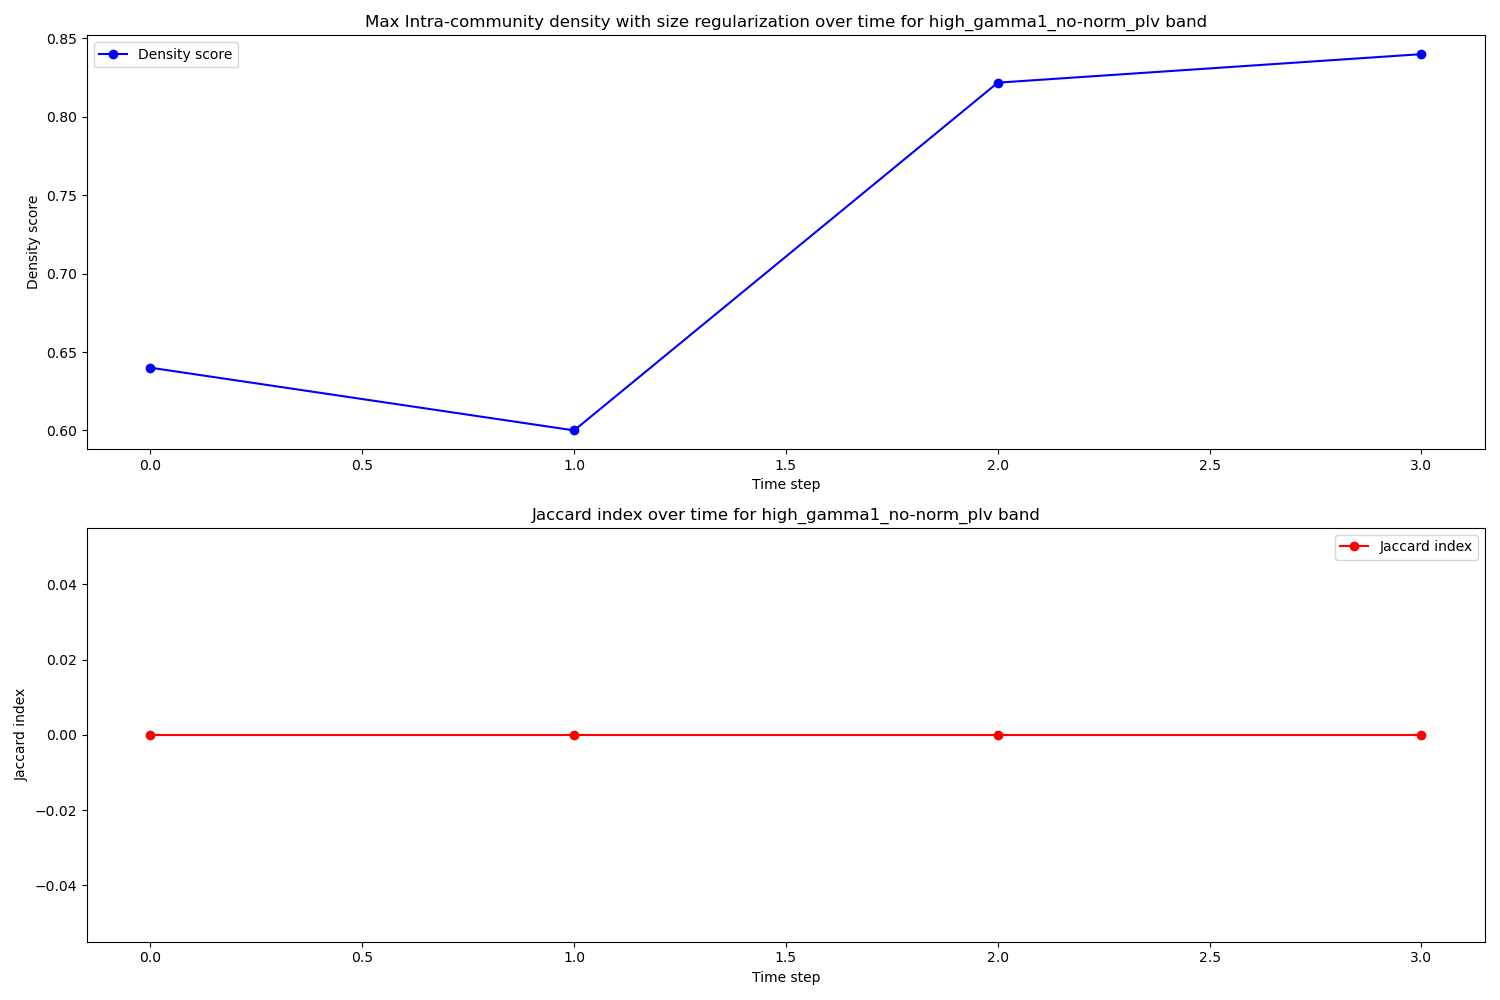 Max Intra-community density with size regularization over time for high_gamma1_no-norm_plv band
Density score
0.85
0.80
0.75
0.70
0.65
0.60
Density score
0.0 0.5 1.0 1.5 2.0 2.5 3.0
Time step
Jaccard index over time for high_gamma1_no-norm_plv band
Jaccard index
0.04
0.02
0.00
−0.02
−0.04
Jaccard index
0.0 0.5 1.0 1.5 2.0 2.5 3.0
Time step